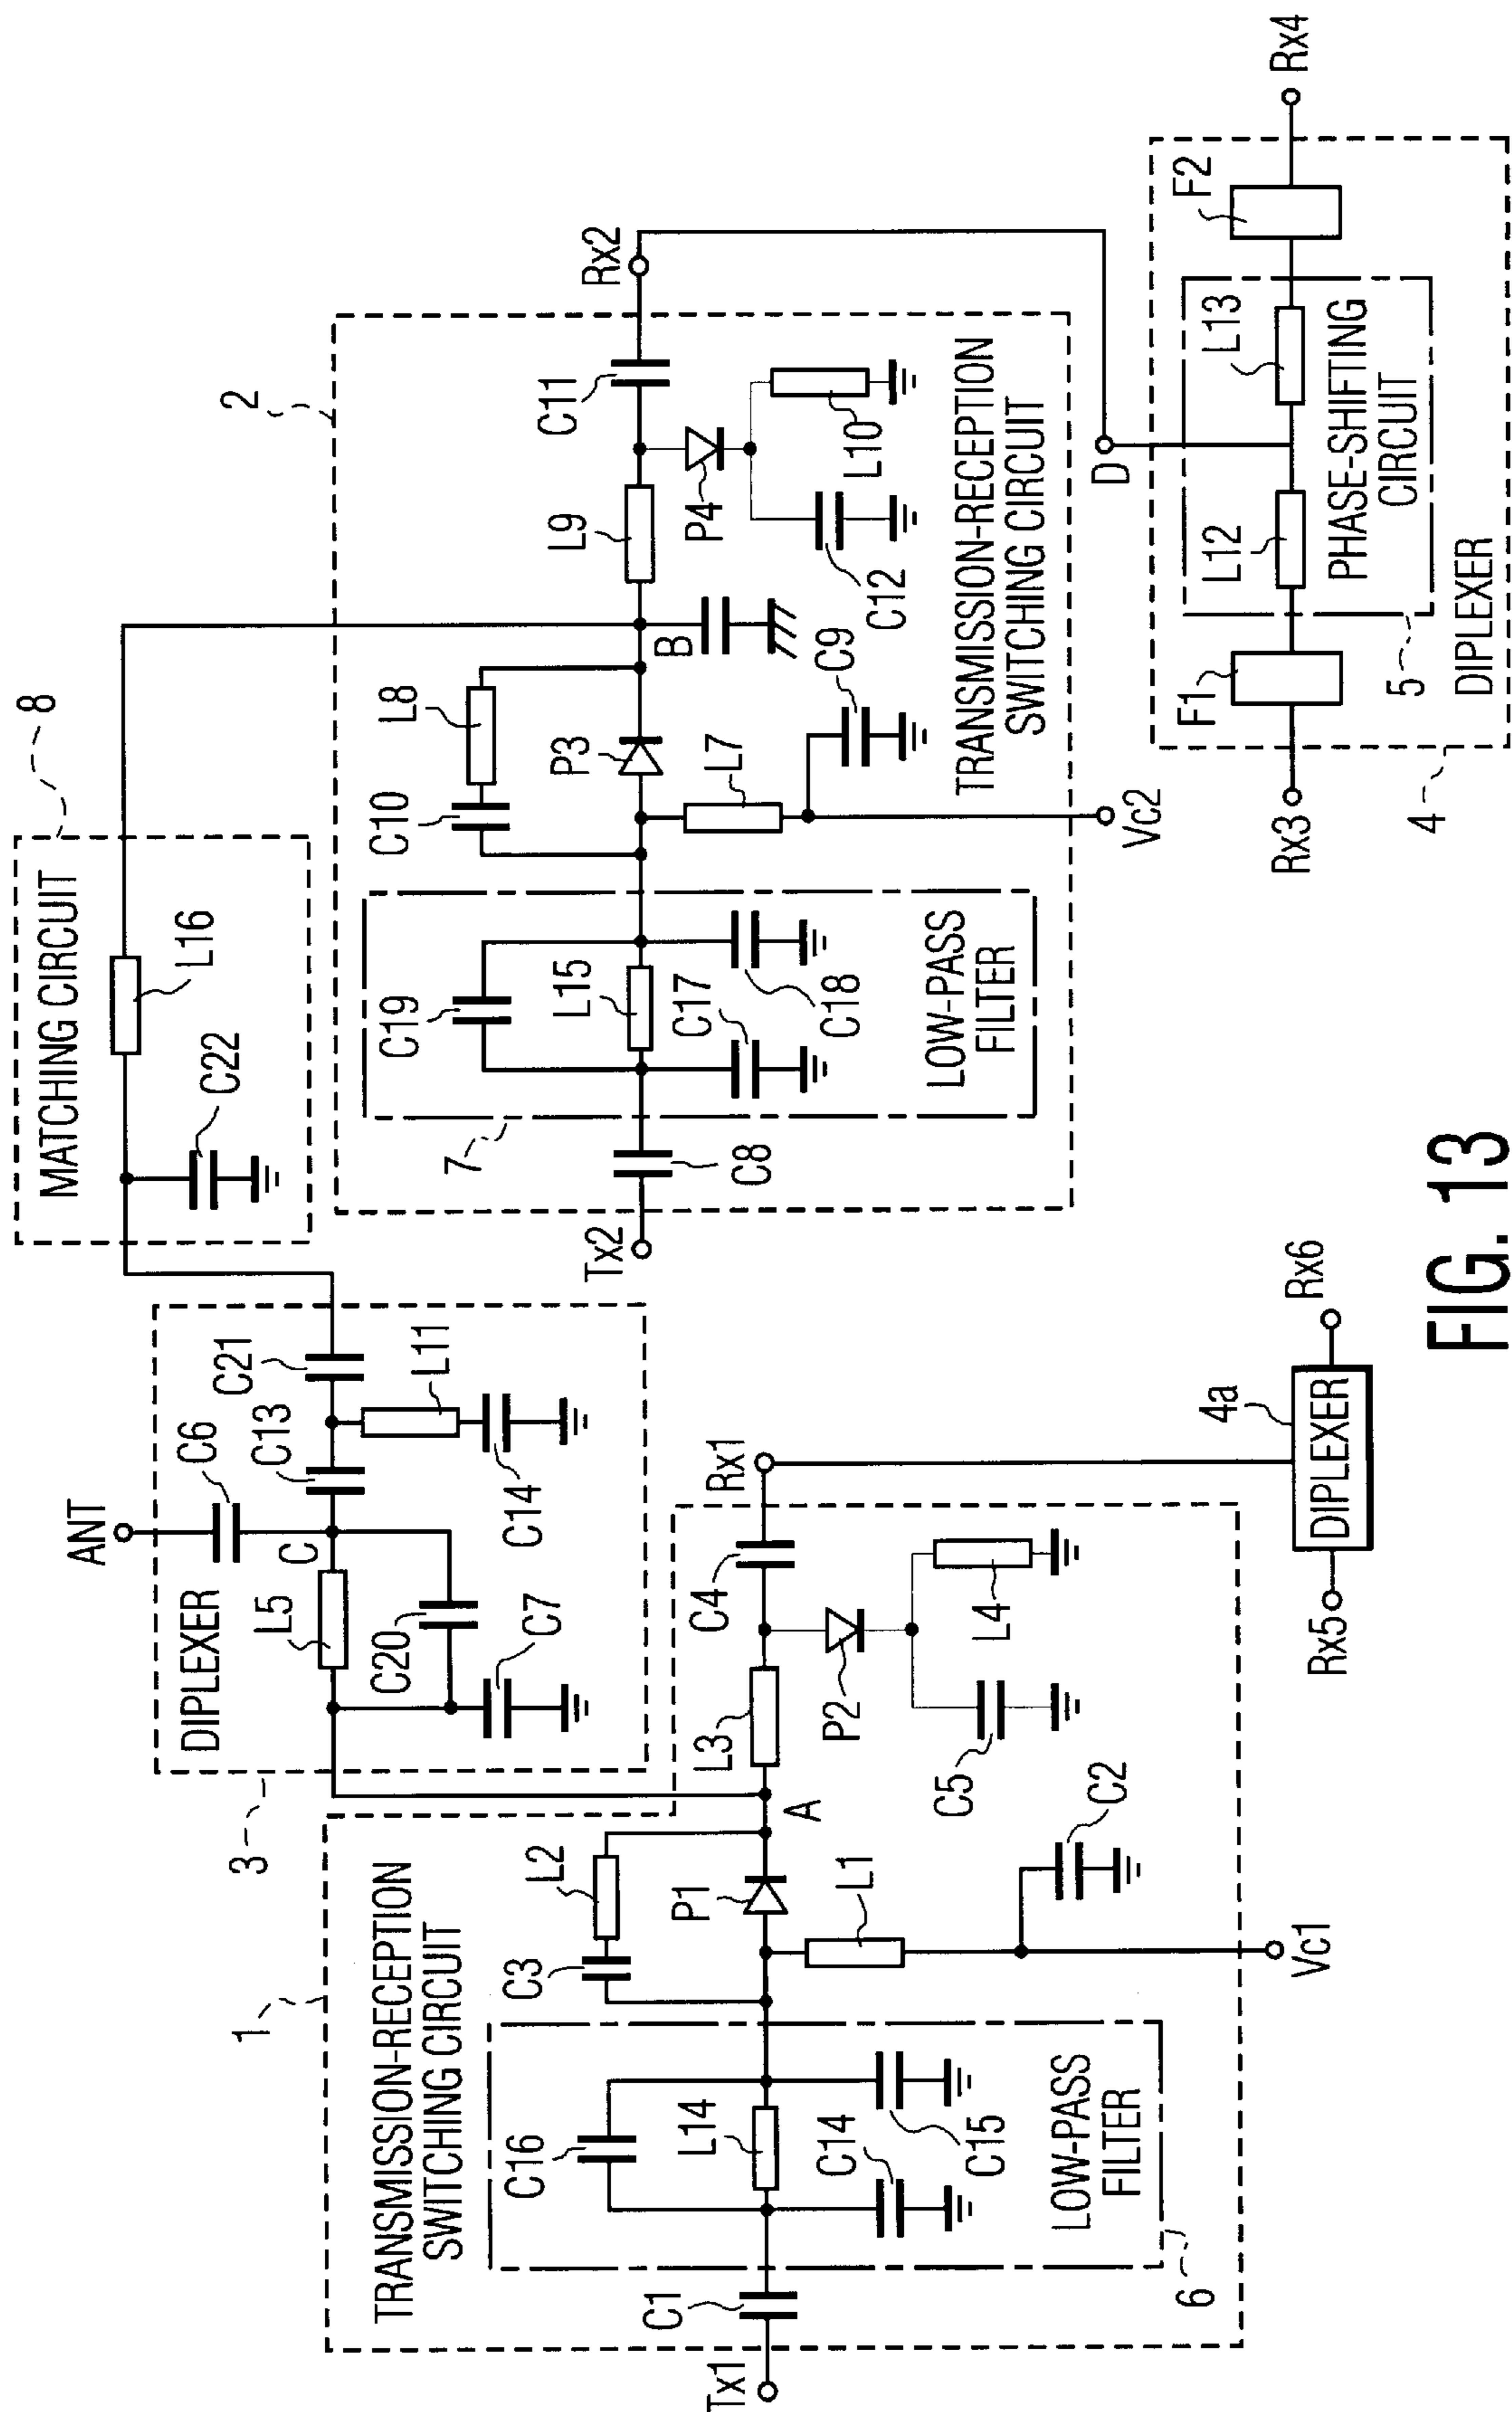 ANT
DIPLEXER
3
C6
C
L5
C20
C7
C13
C21
L11
C14
MATCHING CIRCUIT
8
L16
C22
TRANSMISSION-RECEPTION
SWITCHING CIRCUIT
1
Tx1
C1
C16
L14
C14
C15
LOW-PASS
FILTER
6
C3
L2
P1
L1
C2
Vc1
A
L3
P2
C5
L4
C4
Rx1
4a
DIPLEXER
Rx5
Rx6
2
Tx2
C8
7
C19
L15
C17
C18
LOW-PASS
FILTER
C10
L8
P3
L7
C9
Vc2
B
L9
P4
C12
L10
C11
Rx2
TRANSMISSION-RECEPTION
SWITCHING CIRCUIT
D
Rx3
F1
L12
L13
F2
Rx4
PHASE-SHIFTING
CIRCUIT
5
DIPLEXER
4
FIG. 13